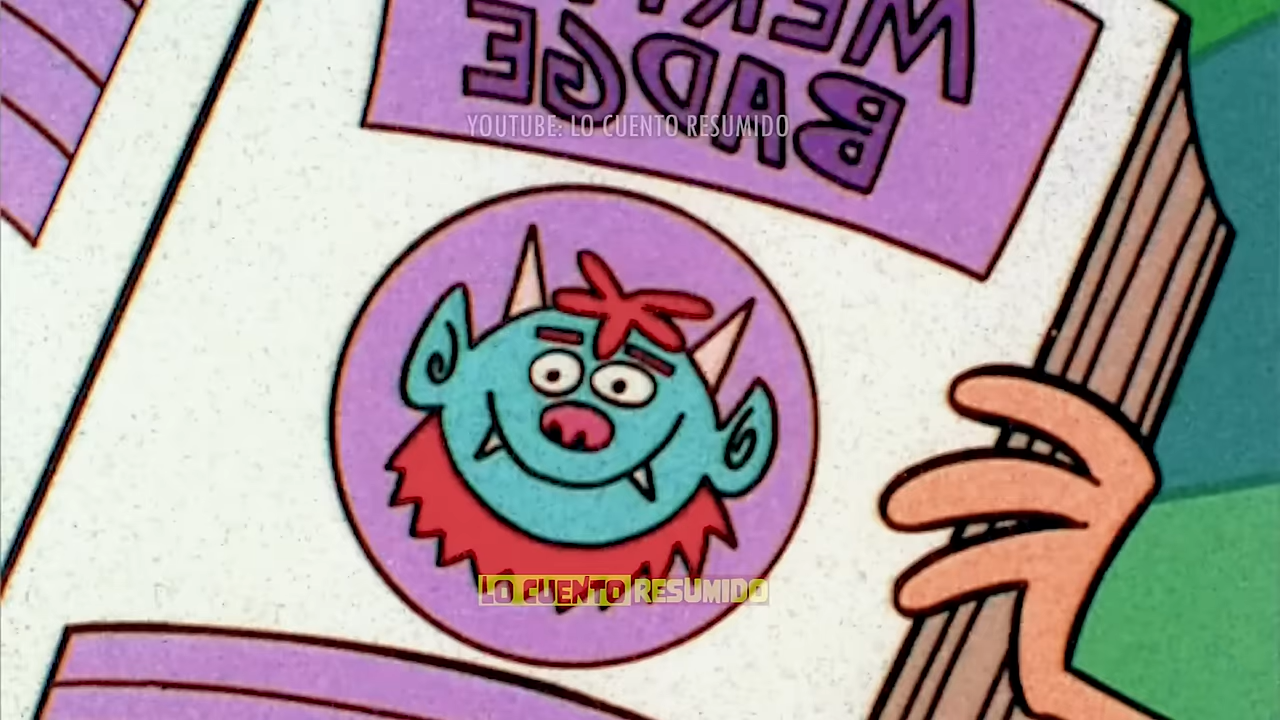 MERIT
BADGE
YOUTUBE: LO CUENTO RESUMIDO
LO CUENTO RESUMIDO